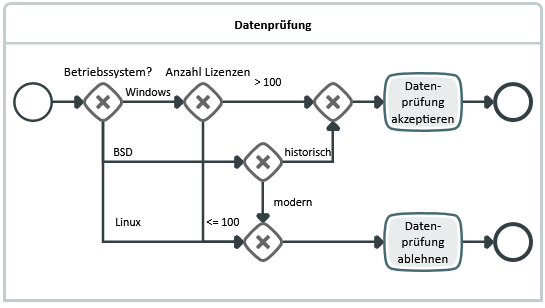 Datenprüfung
Betriebssystem?
Anzahl Lizenzen
> 100
Windows
Daten-
prüfung
akzeptieren
BSD
historisch
modern
Linux
<= 100
Daten-
prüfung
ablehnen